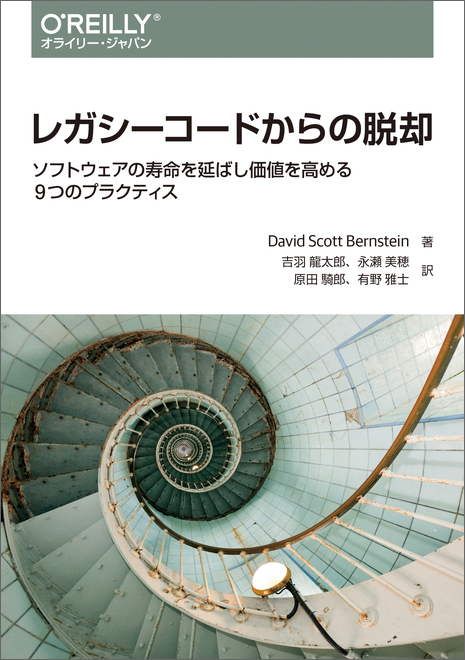 O'REILLY®
オライリー・ジャパン
レガシーコードからの脱却
ソフトウェアの寿命を延ばし価値を高める
9つのプラクティス
David Scott Bernstein 著
吉羽 龍太郎、永瀬 美穂
原田 騎郎、有野 雅士
訳